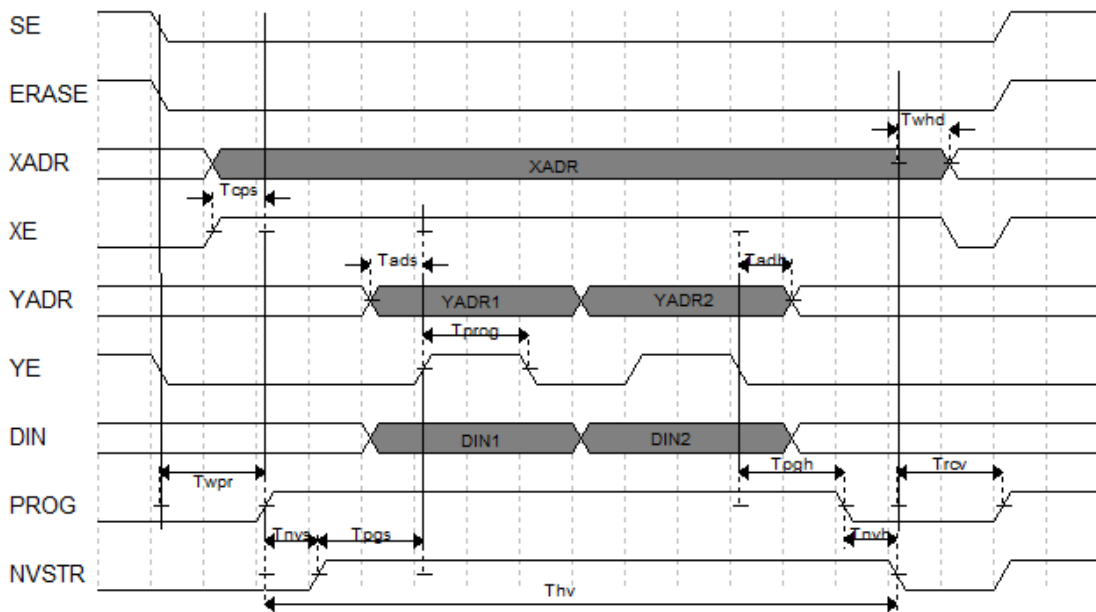 SE
ERASE
Twhd
XADR
XADR
Tcps
XE
Tads
Tadh
YADR
YADR1
YADR2
Tprog
YE
DIN
DIN1
DIN2
Twpr
Tpgh
Trcv
PROG
Tnvs
Tpgs
Tnvh
NVSTR
Thv